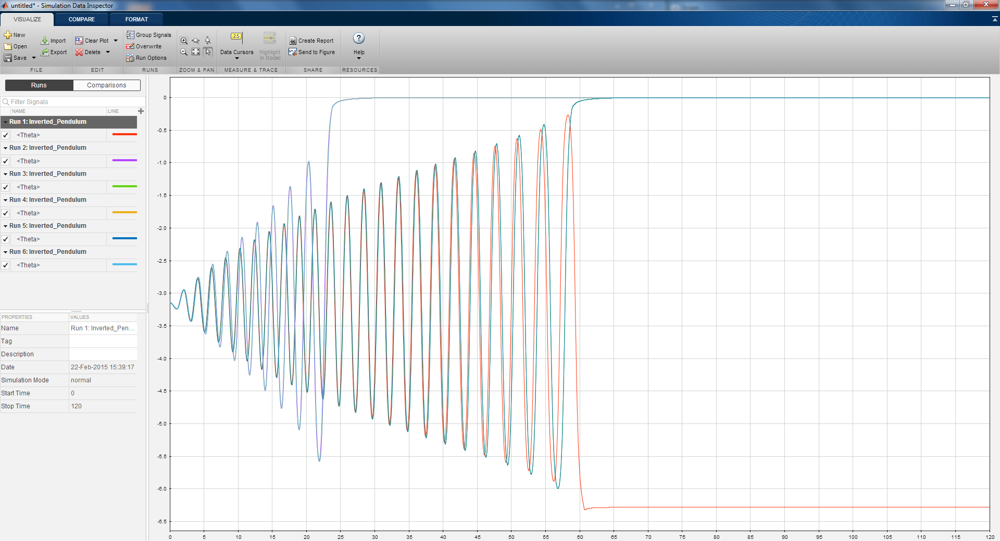 untitled* - Simulation Data Inspector
VISUALIZE COMPARE FORMAT
New
Open
Save
Import
Export
FILE
Clear Plot
Delete
EDIT
Group Signals
Overwrite
Run Options
RUNS
ZOOM & PAN
2.5
Data Cursors
Highlight
in Model
MEASURE & TRACE
Create Report
Send to Figure
SHARE
?
Help
RESOURCES
Runs Comparisons
Filter Signals
NAME LINE
Run 1: Inverted_Pendulum
<Theta>
Run 2: Inverted_Pendulum
<Theta>
Run 3: Inverted_Pendulum
<Theta>
Run 4: Inverted_Pendulum
<Theta>
Run 5: Inverted_Pendulum
<Theta>
Run 6: Inverted_Pendulum
<Theta>
PROPERTIES VALUES
Name Run 1: Inverted_Pen...
Tag
Description
Date 22-Feb-2015 15:39:17
Simulation Mode normal
Start Time 0
Stop Time 120
0
-0.5
-1.0
-1.5
-2.0
-2.5
-3.0
-3.5
-4.0
-4.5
-5.0
-5.5
-6.0
-6.5
0 5 10 15 20 25 30 35 40 45 50 55 60 65 70 75 80 85 90 95 100 105 110 115 120